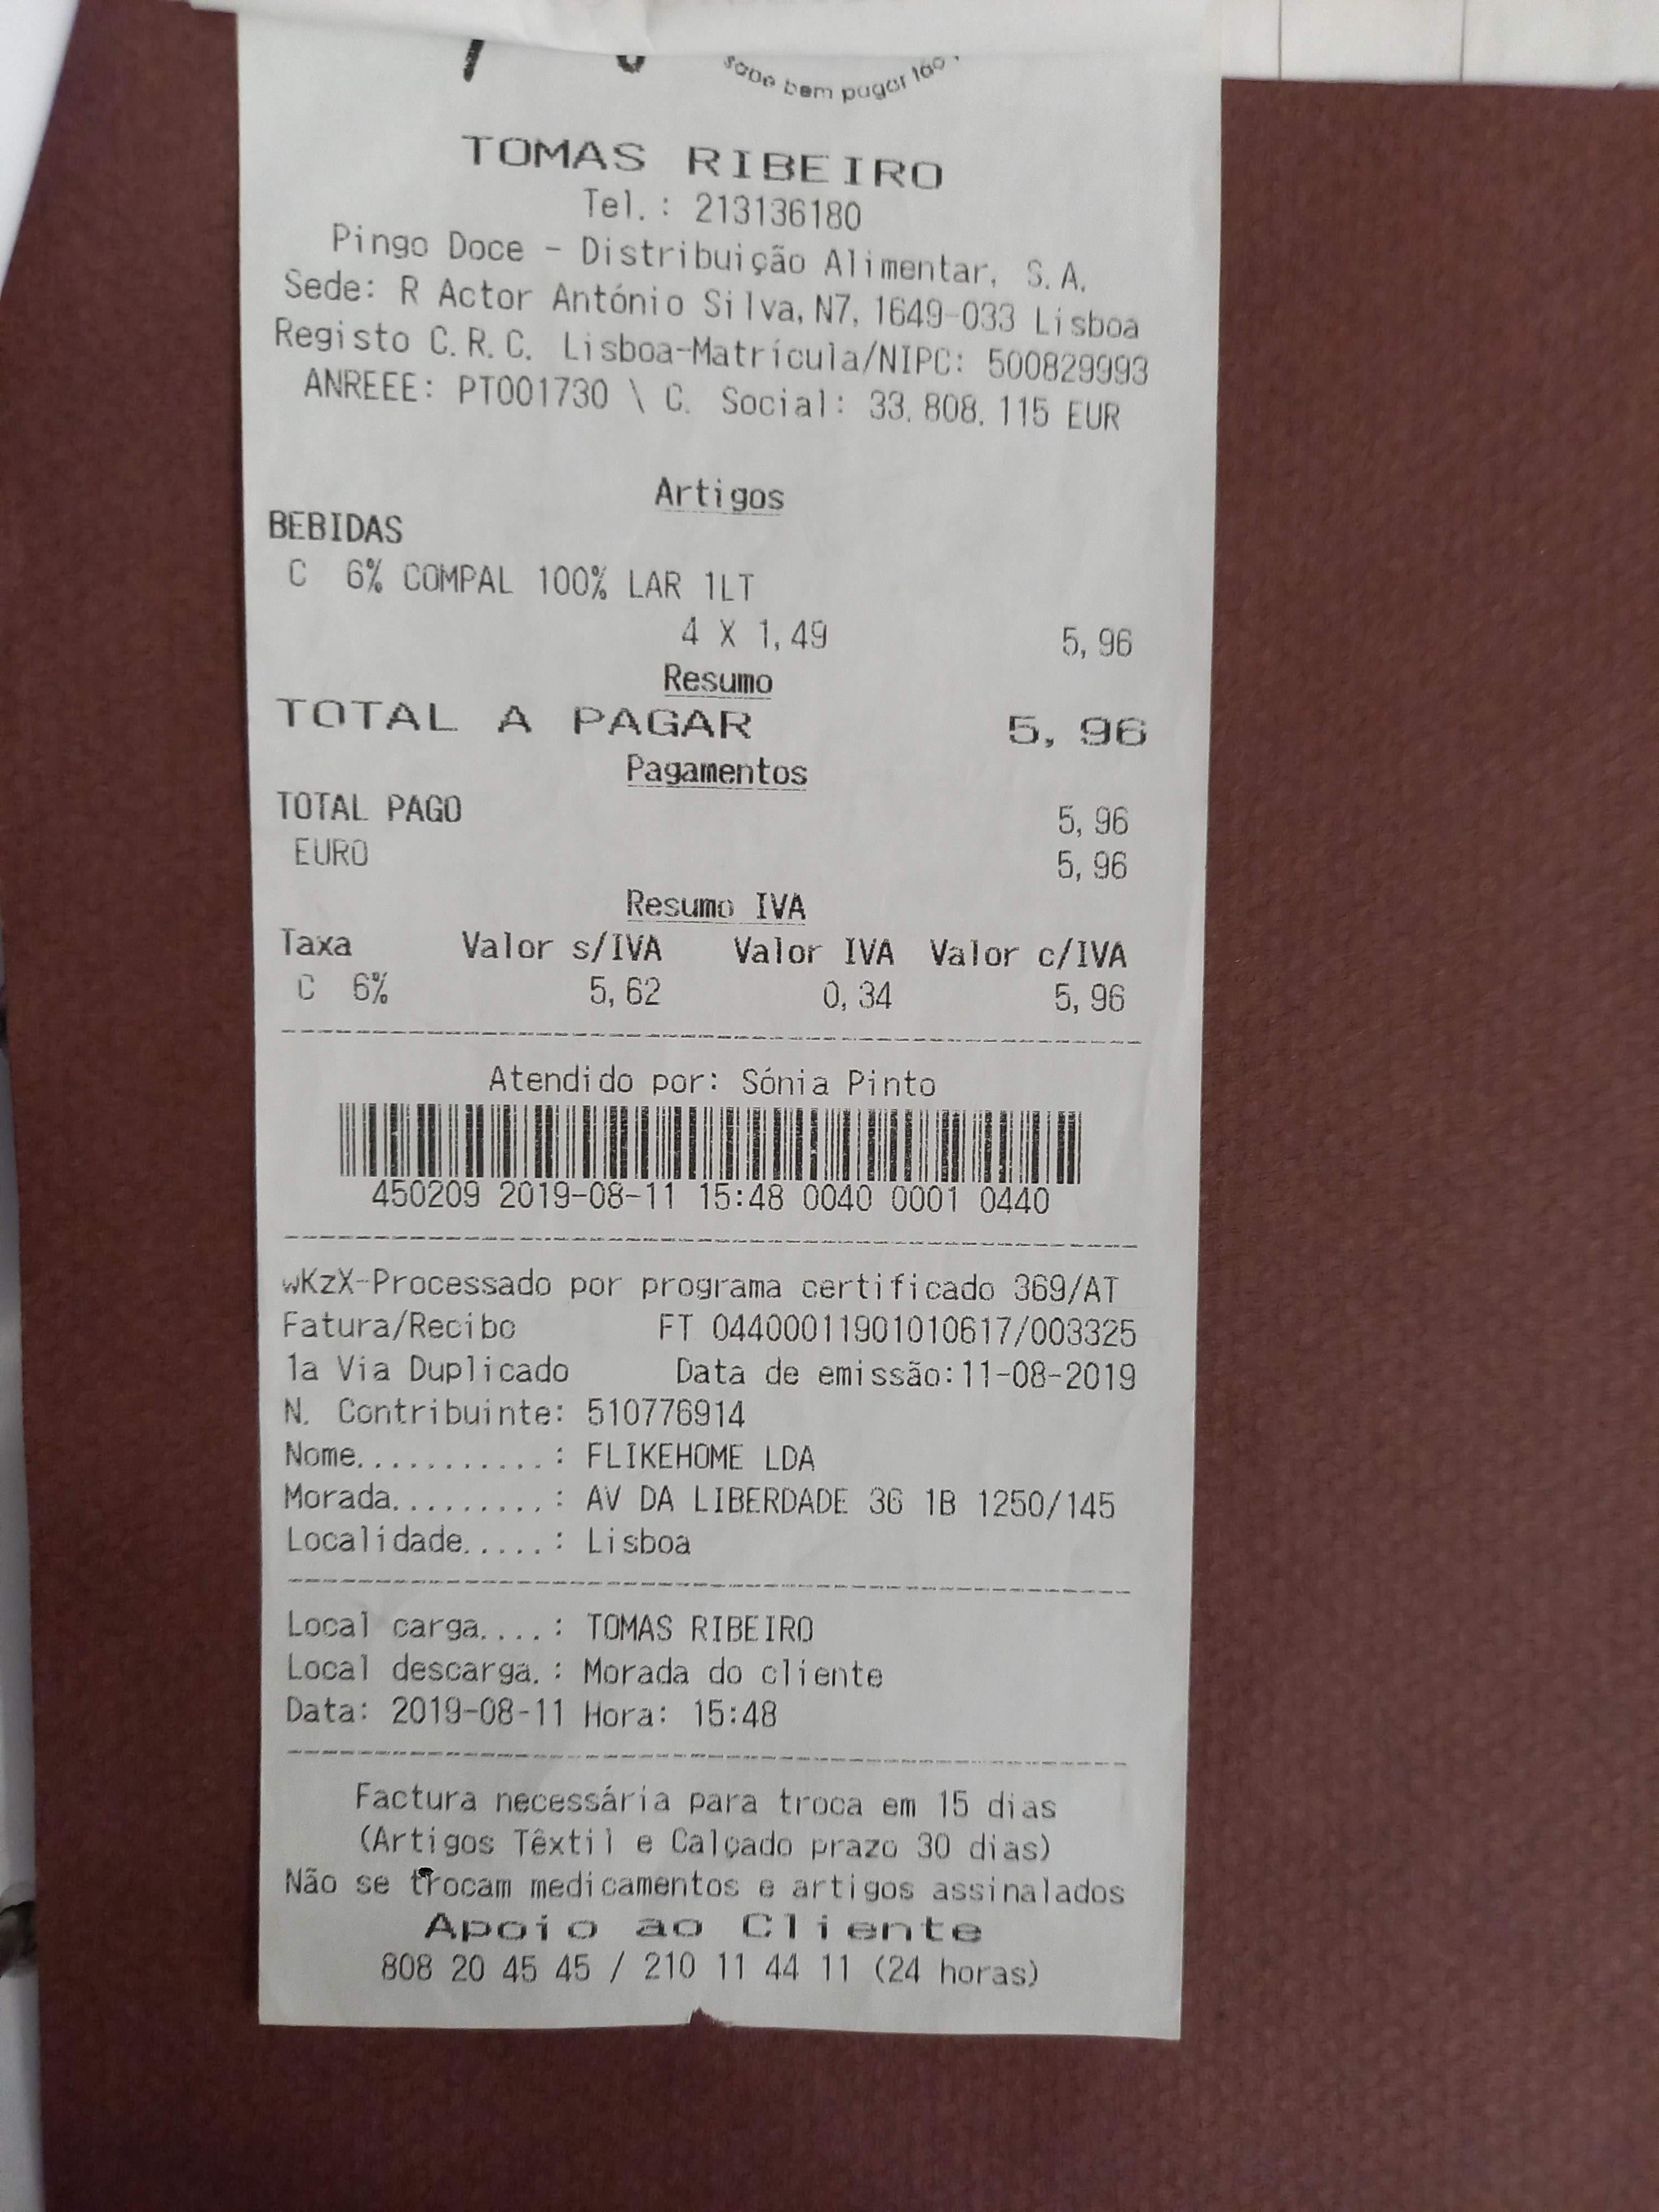 sabe bem pagar tão
TOMAS RIBEIRO
Tel.: 213136180
Pingo Doce - Distribuição Alimentar, S.A.
Sede: R Actor António Silva, N7, 1649-033 Lisboa
Registo C.R.C. Lisboa-Matrícula/NIPC: 500829993
ANREEE: PT001730 \ C. Social: 33.808.115 EUR
Artigos
BEBIDAS
C 6% COMPAL 100% LAR 1LT
4 X 1,49 5,96
Resumo
TOTAL A PAGAR 5,96
Pagamentos
TOTAL PAGO 5,96
EURO 5,96
Resumo IVA
Taxa Valor s/IVA Valor IVA Valor c/IVA
C 6% 5,62 0,34 5,96
Atendido por: Sónia Pinto
450209 2019-08-11 15:48 0040 0001 0440
wKzX-Processado por programa certificado 369/AT
Fatura/Recibo FT 04400011901010617/003325
1a Via Duplicado Data de emissão:11-08-2019
N. Contribuinte: 510776914
Nome...........: FLIKEHOME LDA
Morada.........: AV DA LIBERDADE 36 1B 1250/145
Localidade.....: Lisboa
Local carga....: TOMAS RIBEIRO
Local descarga.: Morada do cliente
Data: 2019-08-11 Hora: 15:48
Factura necessária para troca em 15 dias
(Artigos Têxtil e Calçado prazo 30 dias)
Não se trocam medicamentos e artigos assinalados
Apoio ao Cliente
808 20 45 45 / 210 11 44 11 (24 horas)